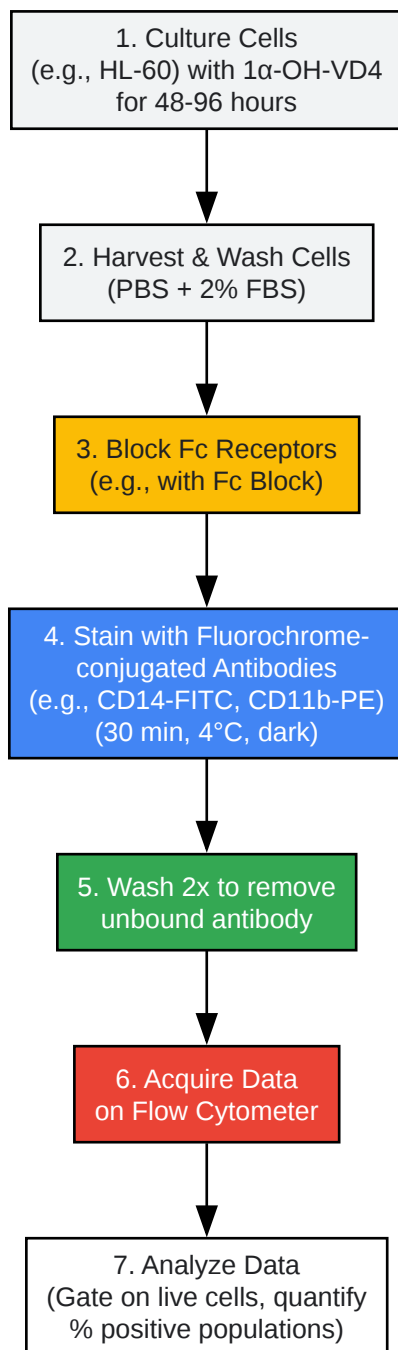 1. Culture Cells
(e.g., HL-60) with 1α-OH-VD4
for 48-96 hours
2. Harvest & Wash Cells
(PBS + 2% FBS)
3. Block Fc Receptors
(e.g., with Fc Block)
4. Stain with Fluorochrome-
conjugated Antibodies
(e.g., CD14-FITC, CD11b-PE)
(30 min, 4°C, dark)
5. Wash 2x to remove
unbound antibody
6. Acquire Data
on Flow Cytometer
7. Analyze Data
(Gate on live cells, quantify
% positive populations)